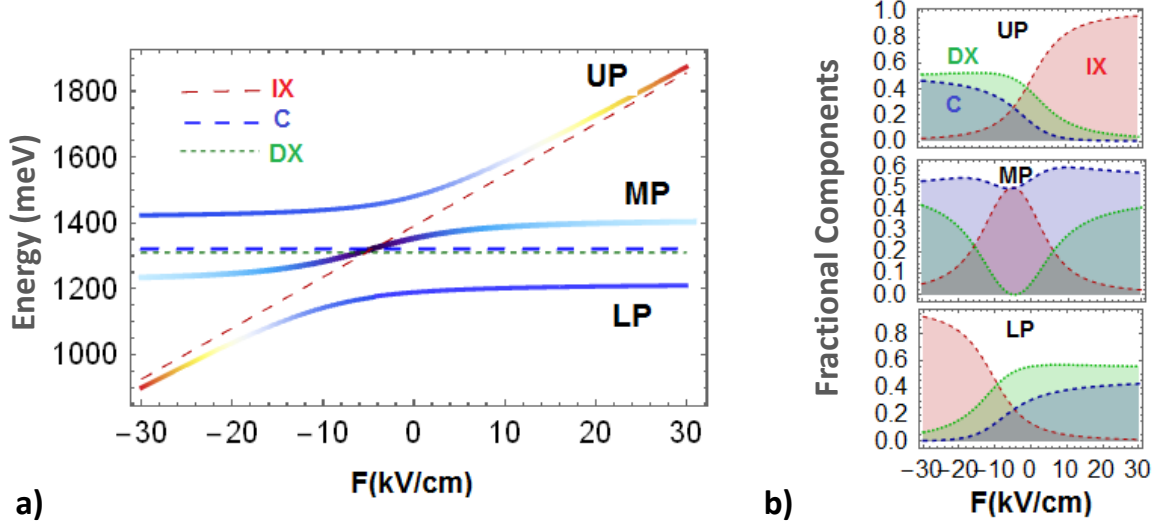 Energy (meV)
1800
1600
1400
1200
1000
IX
C
DX
UP
MP
LP
−30
−20
−10
0
10
20
30
F(kV/cm)
a)
Fractional Components
1.0
0.8
0.6
0.4
0.2
0.0
UP
DX
IX
C
0.6
0.5
0.4
0.3
0.2
0.1
0.0
MP
0.8
0.6
0.4
0.2
0.0
LP
−30
−20
−10
0
10
20
30
F(kV/cm)
b)